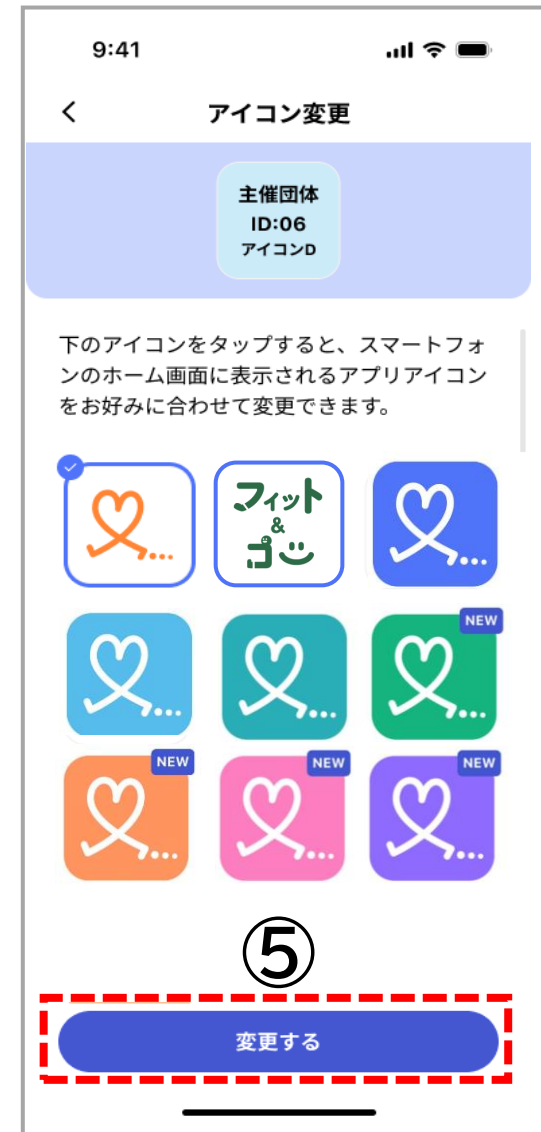 9:41
アイコン変更
主催団体
ID:06
アイコンD
下のアイコンをタップすると、スマートフォ
ンのホーム画面に表示されるアプリアイコン
をお好みに合わせて変更できます。
フィット
&
ゴー
NEW
NEW
NEW
NEW
⑤
変更する